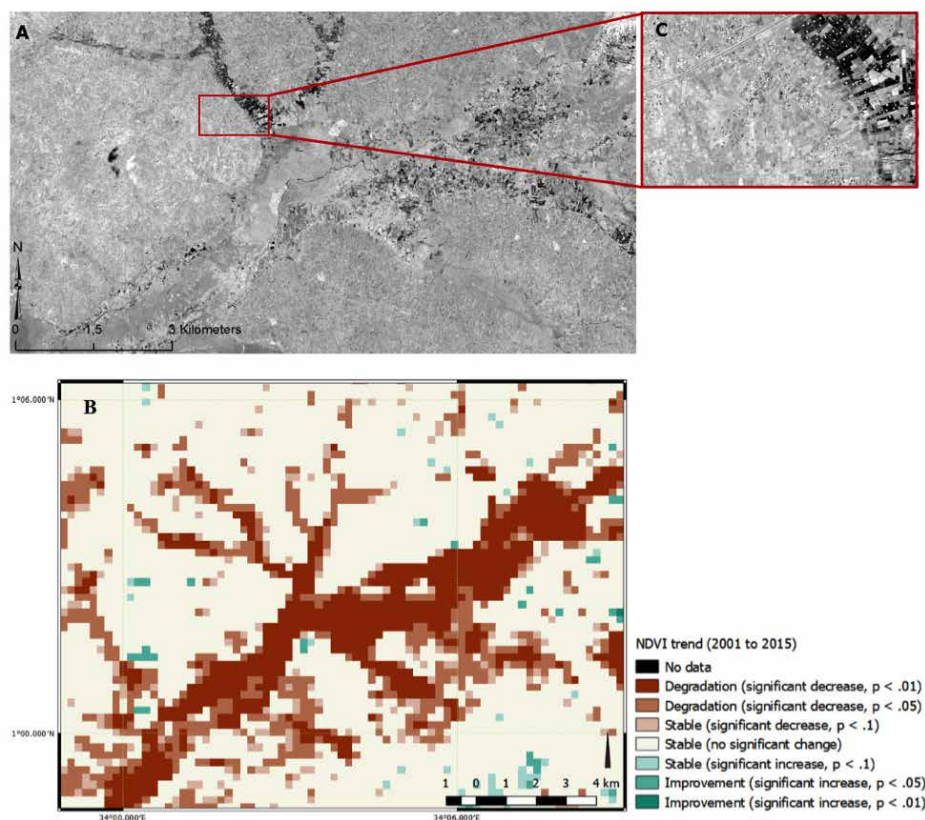 A
C
N
0 1,5 3 Kilometers
B
1°06.000'N
1°00.000'N
34°00.000'E
34°06.000'E
1 0 1 2 3 4 km
NDVI trend (2001 to 2015)
No data
Degradation (significant decrease, p < .01)
Degradation (significant decrease, p < .05)
Stable (significant decrease, p < .1)
Stable (no significant change)
Stable (significant increase, p < .1)
Improvement (significant increase, p < .05)
Improvement (significant increase, p < .01)